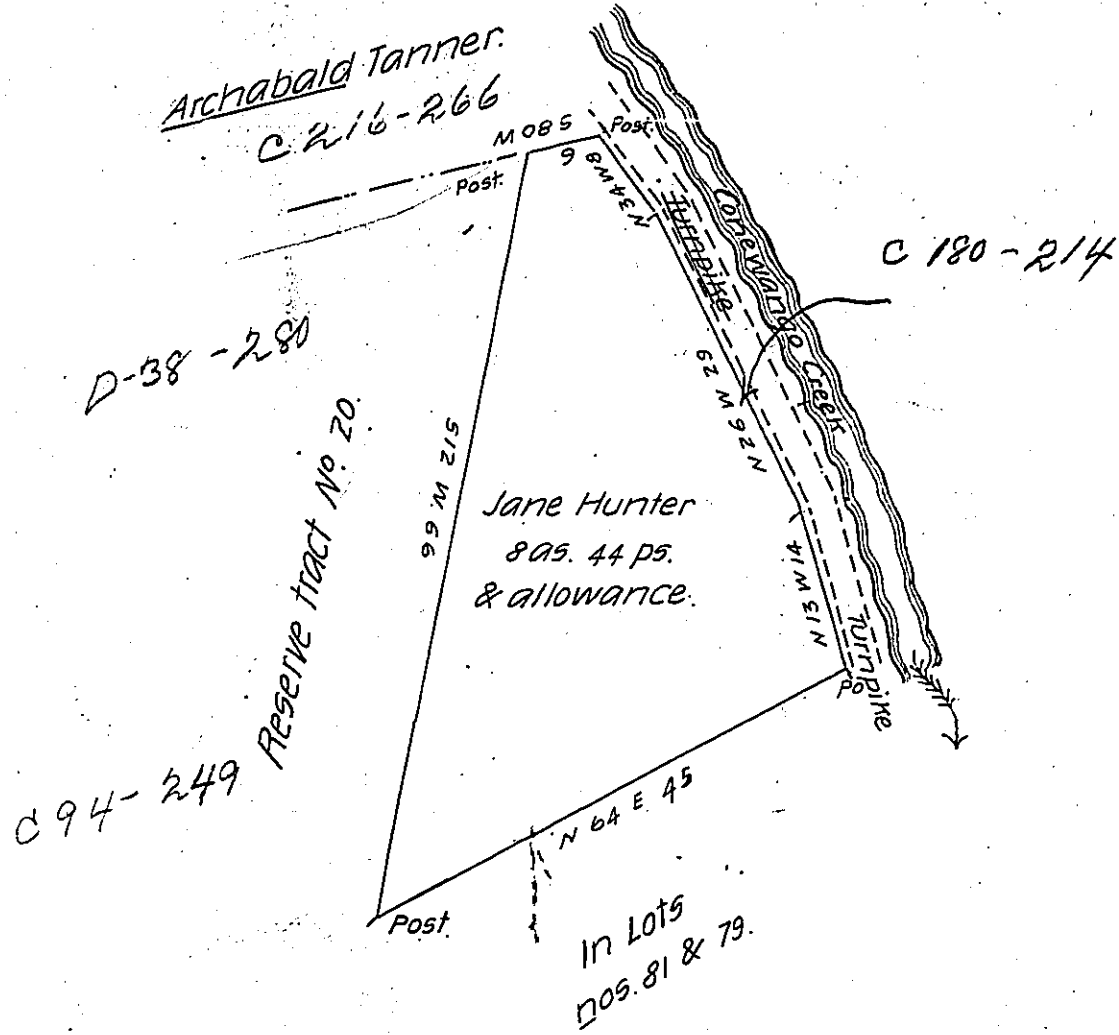 Archabald Tanner.
C 216-266
S 80 W
9
Post.
Post.
N 34 W 8
Turnpike
Conewango Creek
C 180-214
D-38-280
N 26 W 29
S 12 W. 66
Reserve tract No. 20.
Jane Hunter
8 as. 44 ps.
& allowance.
N 13 W 14
Turnpike
Po
C 94-249
N 64 E 45
Post.
In Lots
nos. 81 & 79.